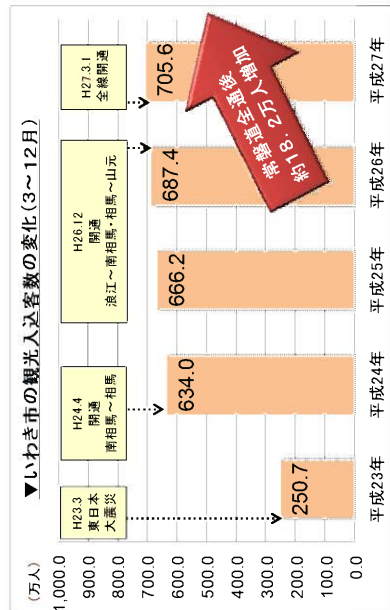 ▼いわき市の観光入込客数の変化(3～12月)
(万人)
1,000.0
900.0
800.0
700.0
600.0
500.0
400.0
300.0
200.0
100.0
0.0
H23.3
東日本
大震災
H24.4
開通
南相馬～相馬
H26.12
開通
浪江～南相馬・相馬～山元
H27.3.1
全線開通
250.7
634.0
666.2
687.4
705.6
常磐道全通後
約18.2万人増加
平成23年
平成24年
平成25年
平成26年
平成27年